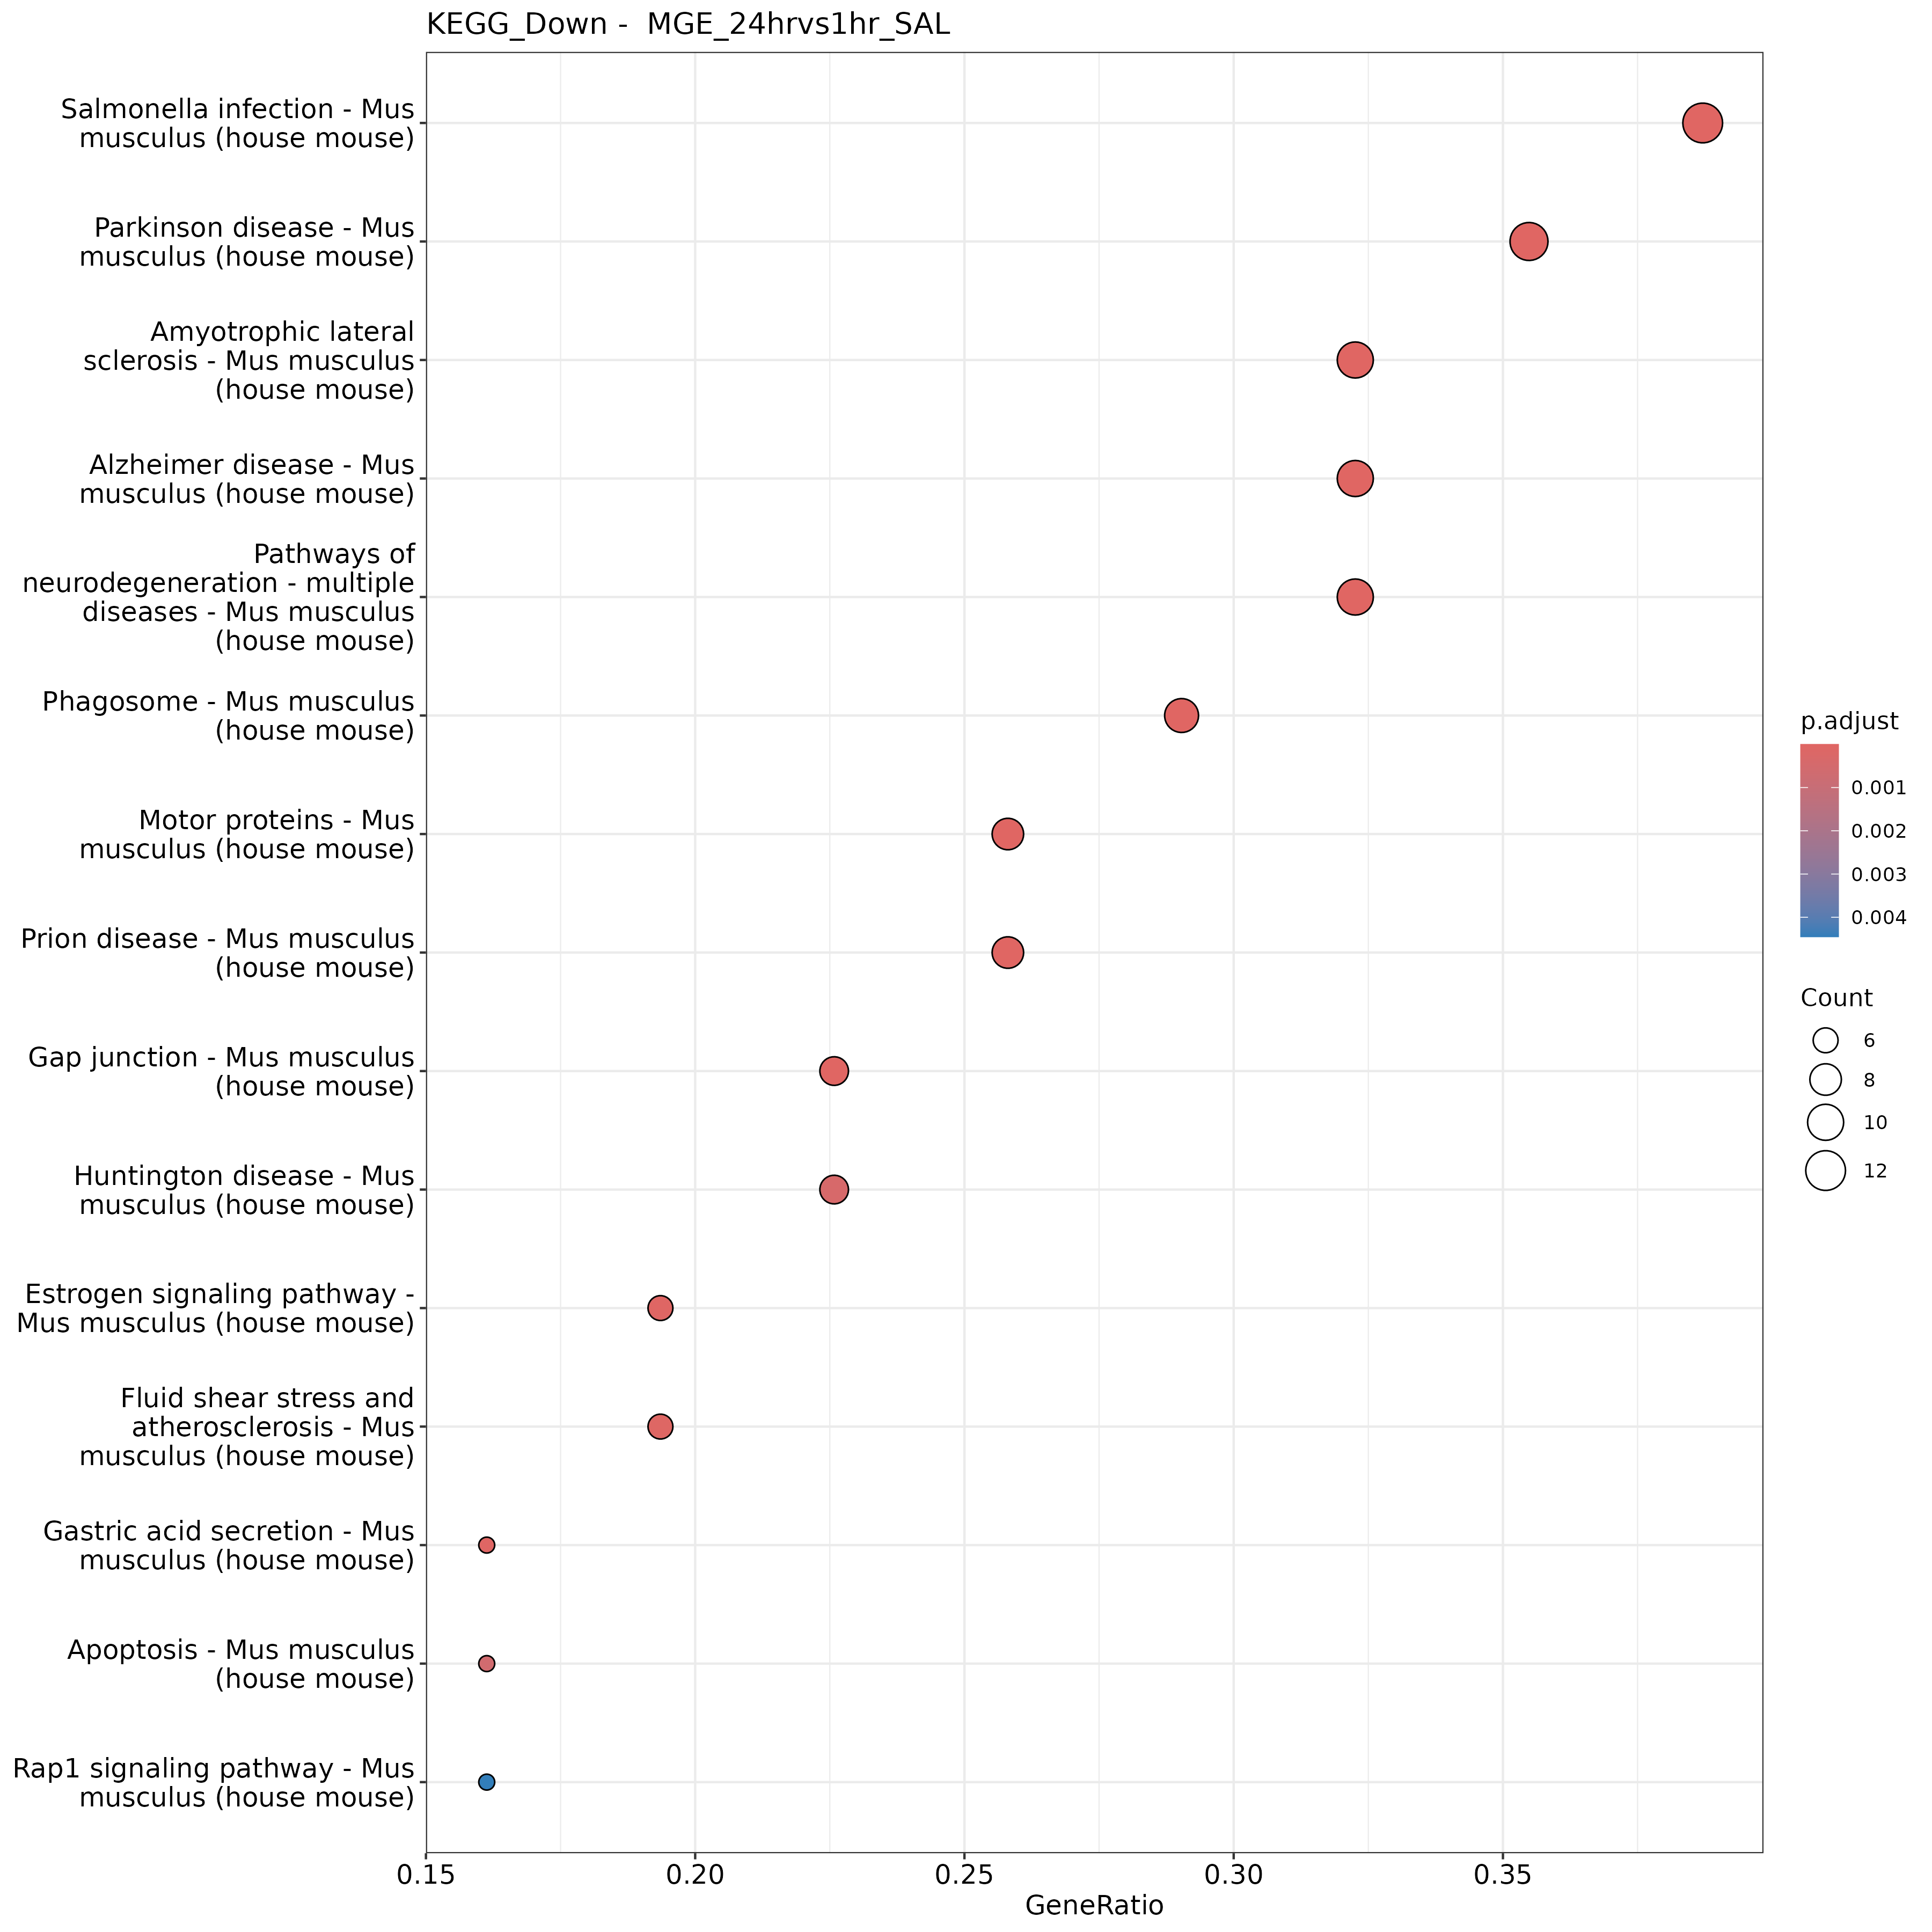 KEGG_Down -  MGE_24hrvs1hr_SAL
Salmonella infection - Mus
musculus (house mouse)
Parkinson disease - Mus
musculus (house mouse)
Amyotrophic lateral
sclerosis - Mus musculus
(house mouse)
Alzheimer disease - Mus
musculus (house mouse)
Pathways of
neurodegeneration - multiple
diseases - Mus musculus
(house mouse)
Phagosome - Mus musculus
(house mouse)
Motor proteins - Mus
musculus (house mouse)
Prion disease - Mus musculus
(house mouse)
Gap junction - Mus musculus
(house mouse)
Huntington disease - Mus
musculus (house mouse)
Estrogen signaling pathway -
Mus musculus (house mouse)
Fluid shear stress and
atherosclerosis - Mus
musculus (house mouse)
Gastric acid secretion - Mus
musculus (house mouse)
Apoptosis - Mus musculus
(house mouse)
Rap1 signaling pathway - Mus
musculus (house mouse)
0.15 0.20 0.25 0.30 0.35
GeneRatio
p.adjust
0.001
0.002
0.003
0.004
Count
6
8
10
12